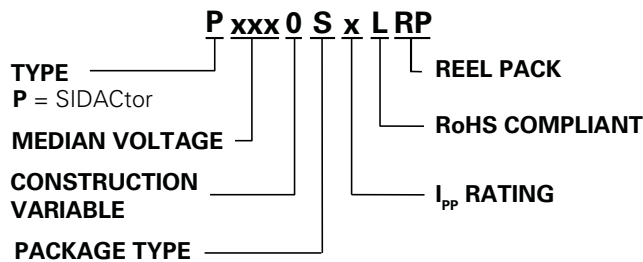 P xxx 0 S x L RP
TYPE
P = SIDACtor
MEDIAN VOLTAGE
CONSTRUCTION
VARIABLE
PACKAGE TYPE
REEL PACK
RoHS COMPLIANT
IPP RATING